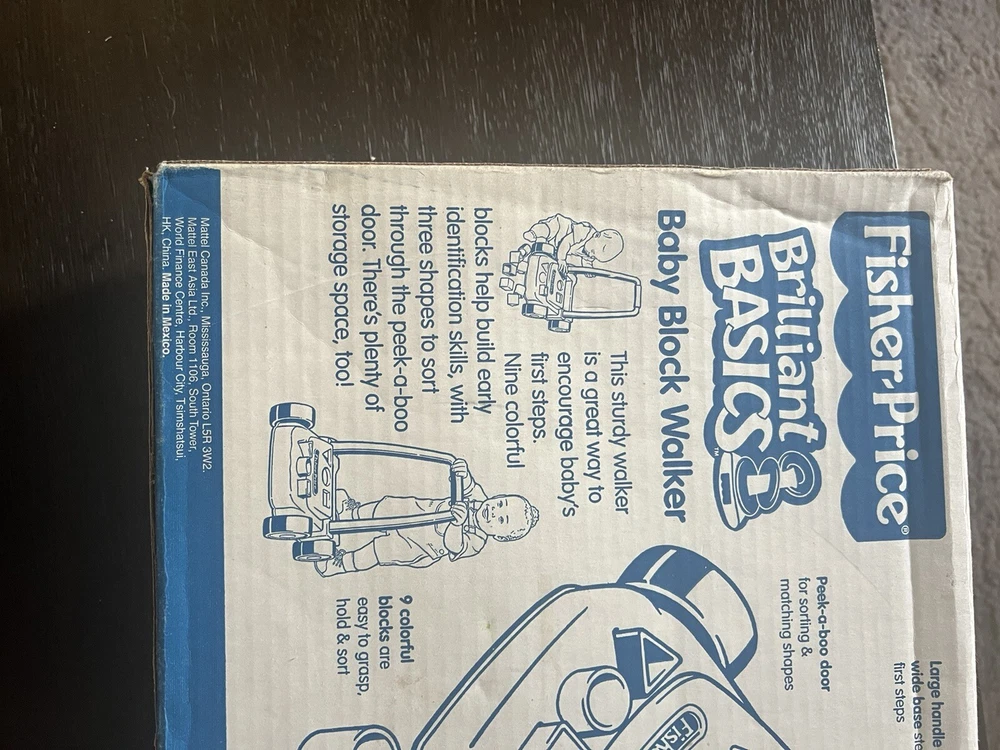 Fisher-Price®
Brilliant
BASICS™
Baby Block Walker
This sturdy walker
is a great way to
encourage baby's
first steps.
Nine colorful
blocks help build early
identification skills, with
three shapes to sort
through the peek-a-boo
door. There's plenty of
storage space, too!
Large handle
wide base
first steps
Peek-a-boo door
for sorting &
matching shapes
9 colorful
blocks are
easy to grasp,
hold & sort
Mattel Canada Inc., Mississauga, Ontario L5R 3W2.
Mattel East Asia Ltd., Room 1106, South Tower,
World Finance Centre, Harbour City, Tsimshatsui,
HK, China. Made in Mexico.